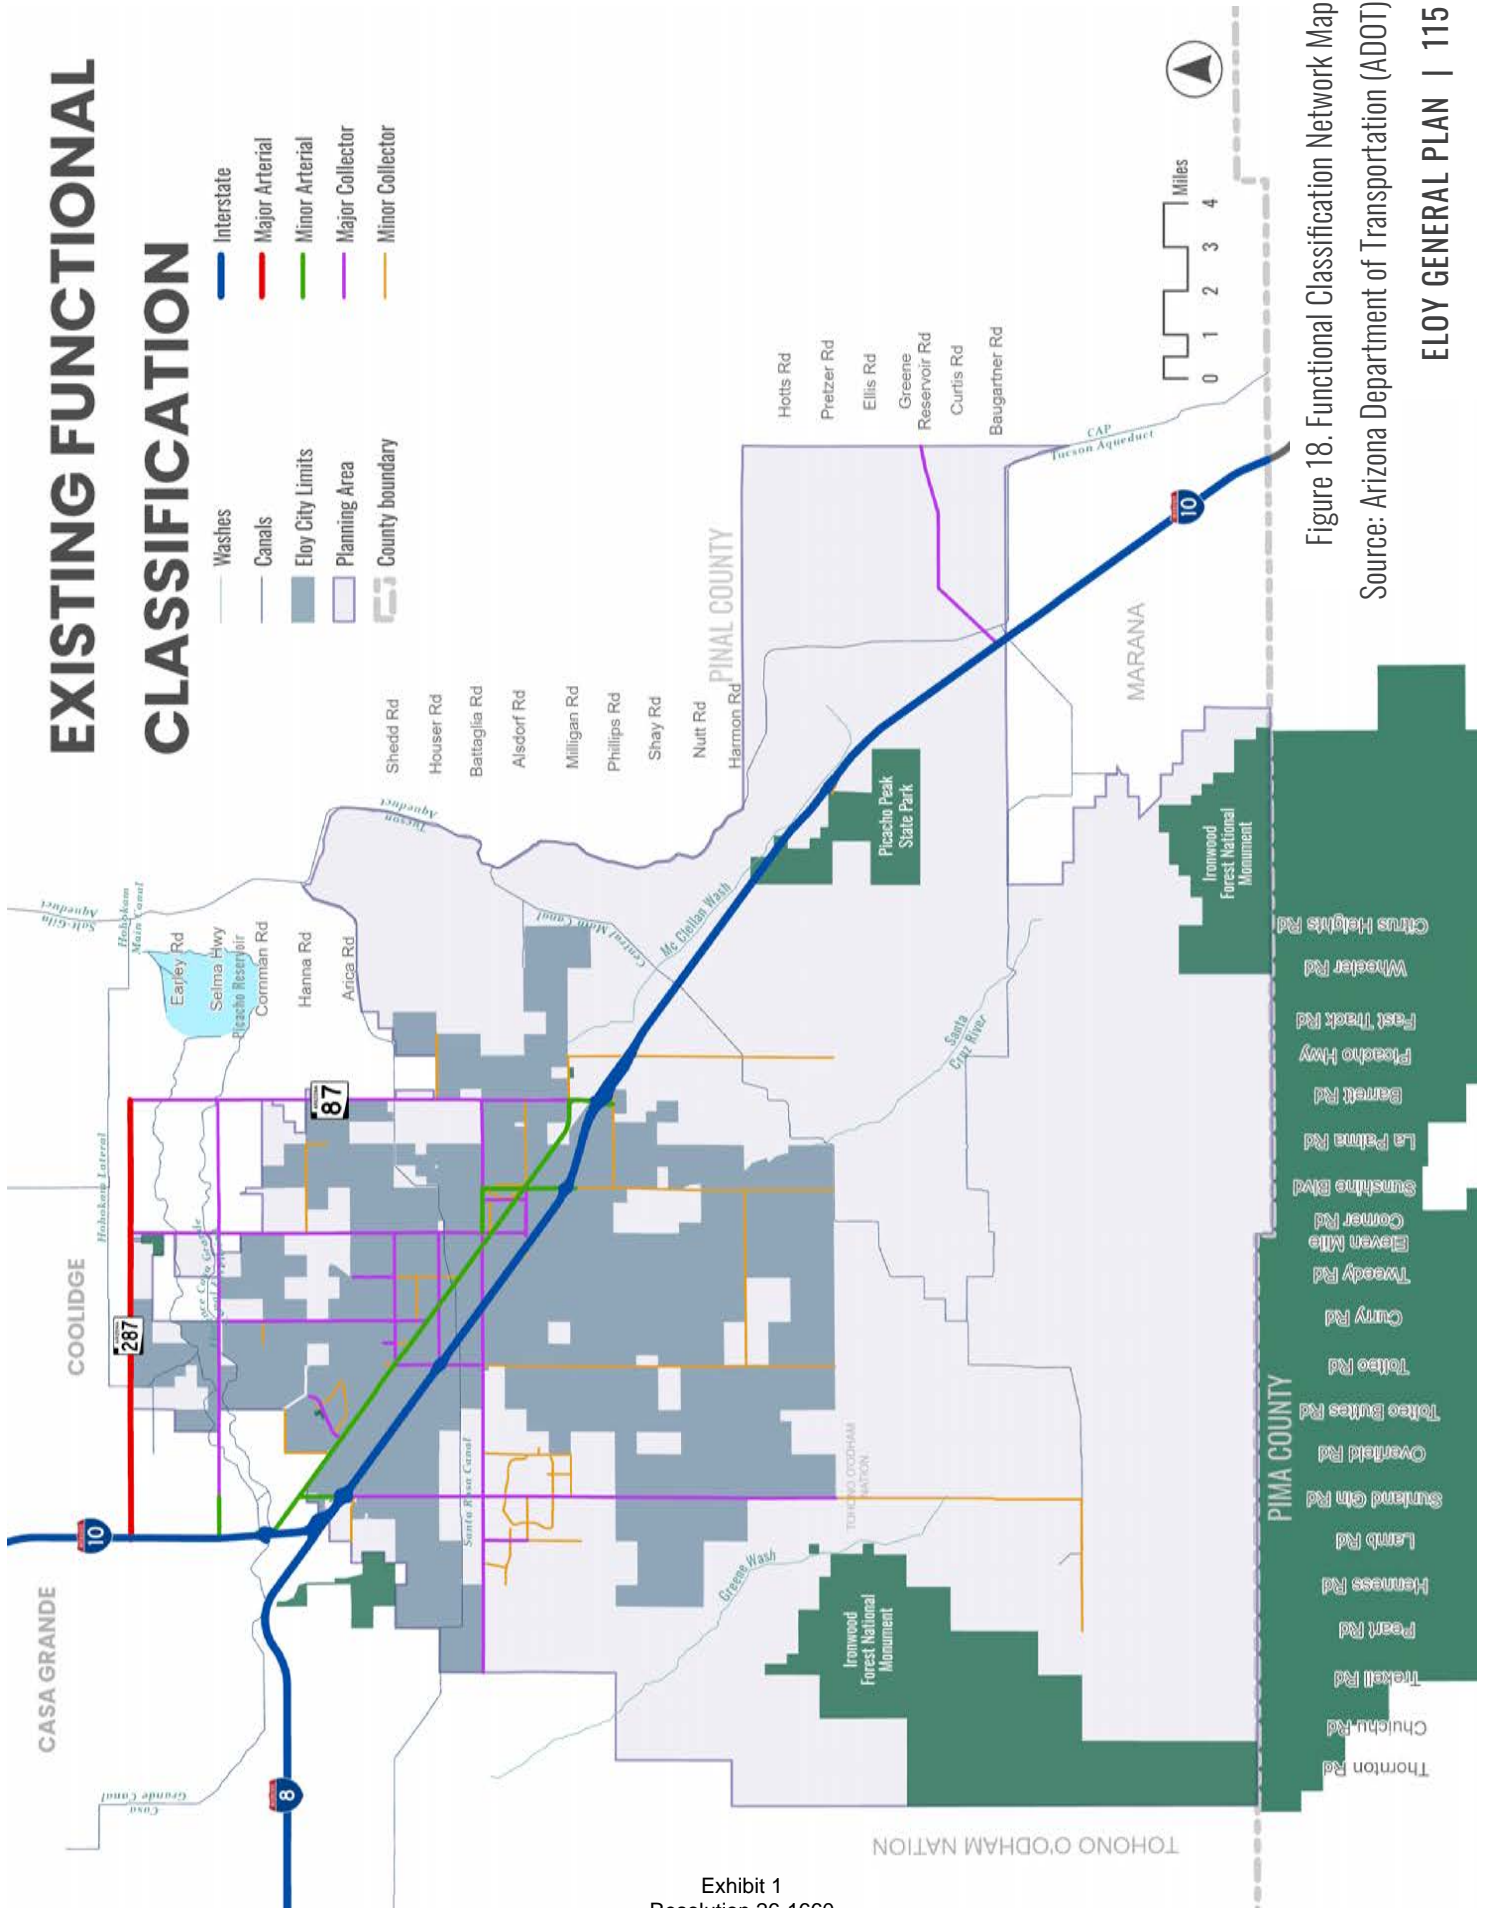 EXISTING FUNCTIONAL
CLASSIFICATION
Washes
Canals
Eloy City Limits
Planning Area
County boundary
Interstate
Major Arterial
Minor Arterial
Major Collector
Minor Collector
CASA GRANDE
COOLIDGE
PINAL COUNTY
MARANA
PIMA COUNTY
TOHONO O'ODHAM NATION
TOHONO O'ODHAM
NATION
10
8
287
87
10
Salt-Gila
Aqueduct
Hohokam
Main Canal
Hohokam Lateral
Casa
Grande Canal
Picacho Reservoir
Tucson
Aqueduct
Central Main Canal
Mc Clellan Wash
Santa Rosa Canal
Greene Wash
Santa
Cruz River
CAP
Tucson Aqueduct
Picacho Peak
State Park
Ironwood
Forest National
Monument
Ironwood
Forest National
Monument
Earley Rd
Selma Hwy
Cornman Rd
Hanna Rd
Arica Rd
Shedd Rd
Houser Rd
Battaglia Rd
Alsdorf Rd
Milligan Rd
Phillips Rd
Shay Rd
Nutt Rd
Harmon Rd
Hotts Rd
Pretzer Rd
Ellis Rd
Greene
Reservoir Rd
Curtis Rd
Baugartner Rd
Thornton Rd
Chuichu Rd
Trekell Rd
Peart Rd
Henness Rd
Lamb Rd
Sunland Gin Rd
Overfield Rd
Toltec Buttes Rd
Toltec Rd
Curry Rd
Tweedy Rd
Eleven Mile
Corner Rd
Sunshine Blvd
La Palma Rd
Barrett Rd
Picacho Hwy
Fast Track Rd
Wheeler Rd
Citrus Heights Rd
0 1 2 3 4
Miles
Figure 18. Functional Classification Network Map
Source: Arizona Department of Transportation (ADOT)
ELOY GENERAL PLAN | 115
Exhibit 1